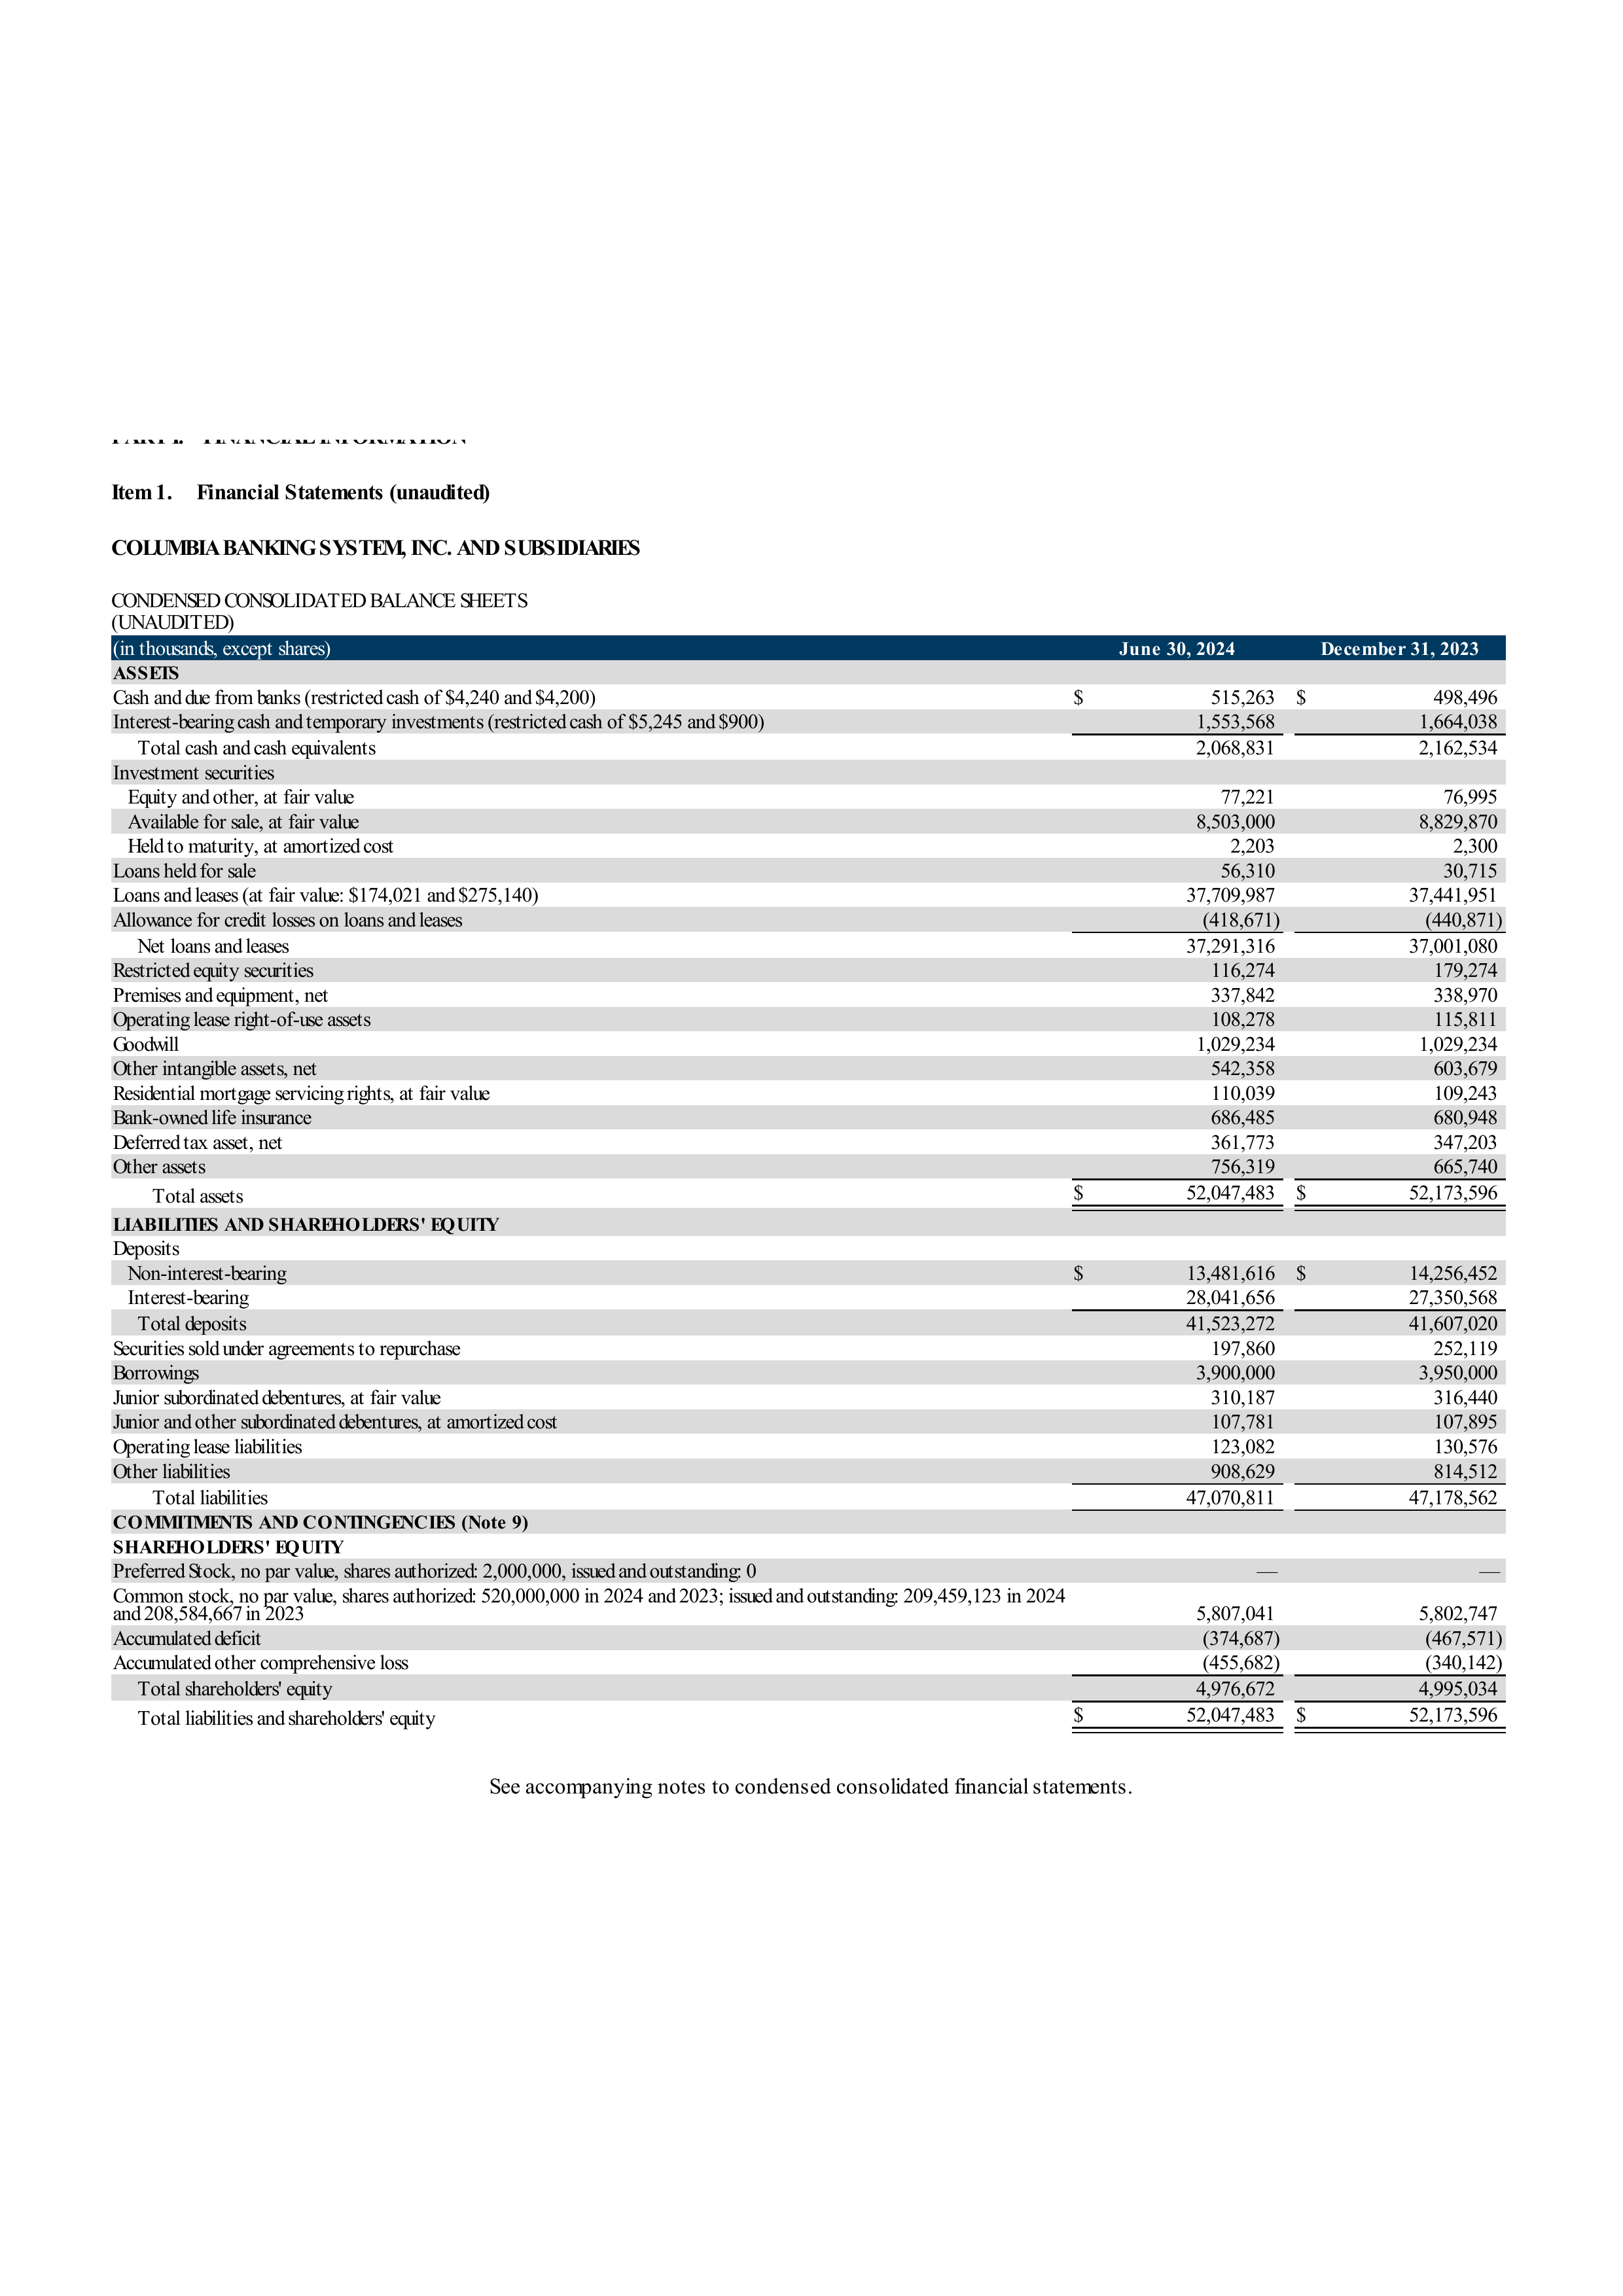 PART I. FINANCIAL INFORMATION
Item 1. Financial Statements (unaudited)
COLUMBIA BANKING SYSTEM, INC. AND SUBSIDIARIES
CONDENSED CONSOLIDATED BALANCE SHEETS
(UNAUDITED)
(in thousands, except shares) June 30, 2024 December 31, 2023
ASSETS
Cash and due from banks (restricted cash of $4,240 and $4,200) $ 515,263 $ 498,496
Interest-bearing cash and temporary investments (restricted cash of $5,245 and $900) 1,553,568 1,664,038
Total cash and cash equivalents 2,068,831 2,162,534
Investment securities
Equity and other, at fair value 77,221 76,995
Available for sale, at fair value 8,503,000 8,829,870
Held to maturity, at amortized cost 2,203 2,300
Loans held for sale 56,310 30,715
Loans and leases (at fair value: $174,021 and $275,140) 37,709,987 37,441,951
Allowance for credit losses on loans and leases (418,671) (440,871)
Net loans and leases 37,291,316 37,001,080
Restricted equity securities 116,274 179,274
Premises and equipment, net 337,842 338,970
Operating lease right-of-use assets 108,278 115,811
Goodwill 1,029,234 1,029,234
Other intangible assets, net 542,358 603,679
Residential mortgage servicing rights, at fair value 110,039 109,243
Bank-owned life insurance 686,485 680,948
Deferred tax asset, net 361,773 347,203
Other assets 756,319 665,740
Total assets $ 52,047,483 $ 52,173,596
LIABILITIES AND SHAREHOLDERS' EQUITY
Deposits
Non-interest-bearing $ 13,481,616 $ 14,256,452
Interest-bearing 28,041,656 27,350,568
Total deposits 41,523,272 41,607,020
Securities sold under agreements to repurchase 197,860 252,119
Borrowings 3,900,000 3,950,000
Junior subordinated debentures, at fair value 310,187 316,440
Junior and other subordinated debentures, at amortized cost 107,781 107,895
Operating lease liabilities 123,082 130,576
Other liabilities 908,629 814,512
Total liabilities 47,070,811 47,178,562
COMMITMENTS AND CONTINGENCIES (Note 9)
SHAREHOLDERS' EQUITY
Preferred Stock, no par value, shares authorized: 2,000,000, issued and outstanding: 0 — —
Common stock, no par value, shares authorized: 520,000,000 in 2024 and 2023; issued and outstanding: 209,459,123 in 2024
and 208,584,667 in 2023 5,807,041 5,802,747
Accumulated deficit (374,687) (467,571)
Accumulated other comprehensive loss (455,682) (340,142)
Total shareholders' equity 4,976,672 4,995,034
Total liabilities and shareholders' equity $ 52,047,483 $ 52,173,596
See accompanying notes to condensed consolidated financial statements.